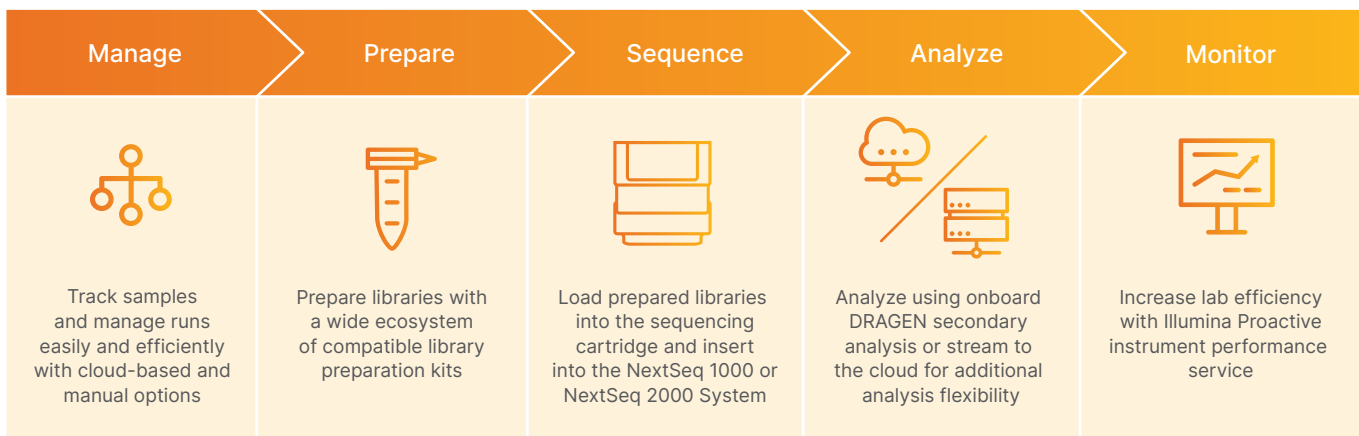 Manage
Prepare
Sequence
Analyze
Monitor
Track samples
and manage runs
easily and efficiently
with cloud-based and
manual options
Prepare libraries with
a wide ecosystem
of compatible library
preparation kits
Load prepared libraries
into the sequencing
cartridge and insert
into the NextSeq 1000 or
NextSeq 2000 System
Analyze using onboard
DRAGEN secondary
analysis or stream to
the cloud for additional
analysis flexibility
Increase lab efficiency
with Illumina Proactive
instrument performance
service